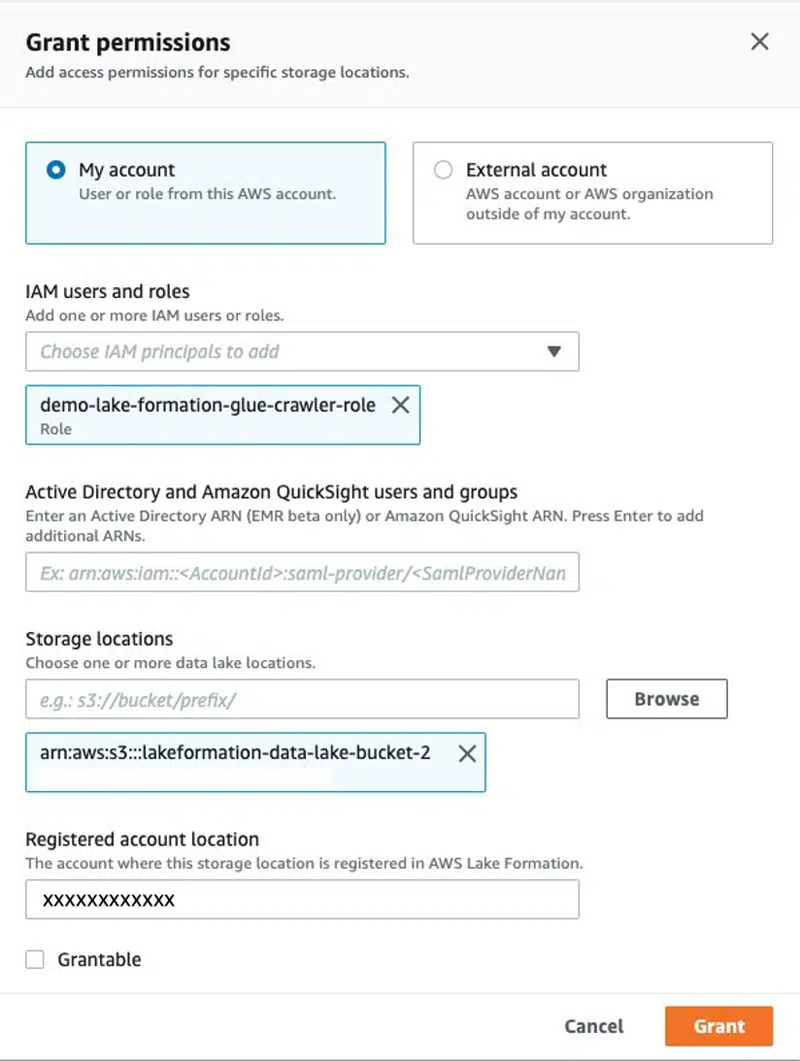 Grant permissions
Add access permissions for specific storage locations.
My account
User or role from this AWS account.
External account
AWS account or AWS organization
outside of my account.
IAM users and roles
Add one or more IAM users or roles.
Choose IAM principals to add
demo-lake-formation-glue-crawler-role
Role
Active Directory and Amazon QuickSight users and groups
Enter an Active Directory ARN (EMR beta only) or Amazon QuickSight ARN. Press Enter to add
additional ARNs.
Ex: arn:aws:iam::<AccountId>:saml-provider/<SamlProviderNan
Storage locations
Choose one or more data lake locations.
e.g.: s3://bucket/prefix/
Browse
arn:aws:s3:::lakeformation-data-lake-bucket-2
Registered account location
The account where this storage location is registered in AWS Lake Formation.
XXXXXXXXXXXX
Grantable
Cancel
Grant